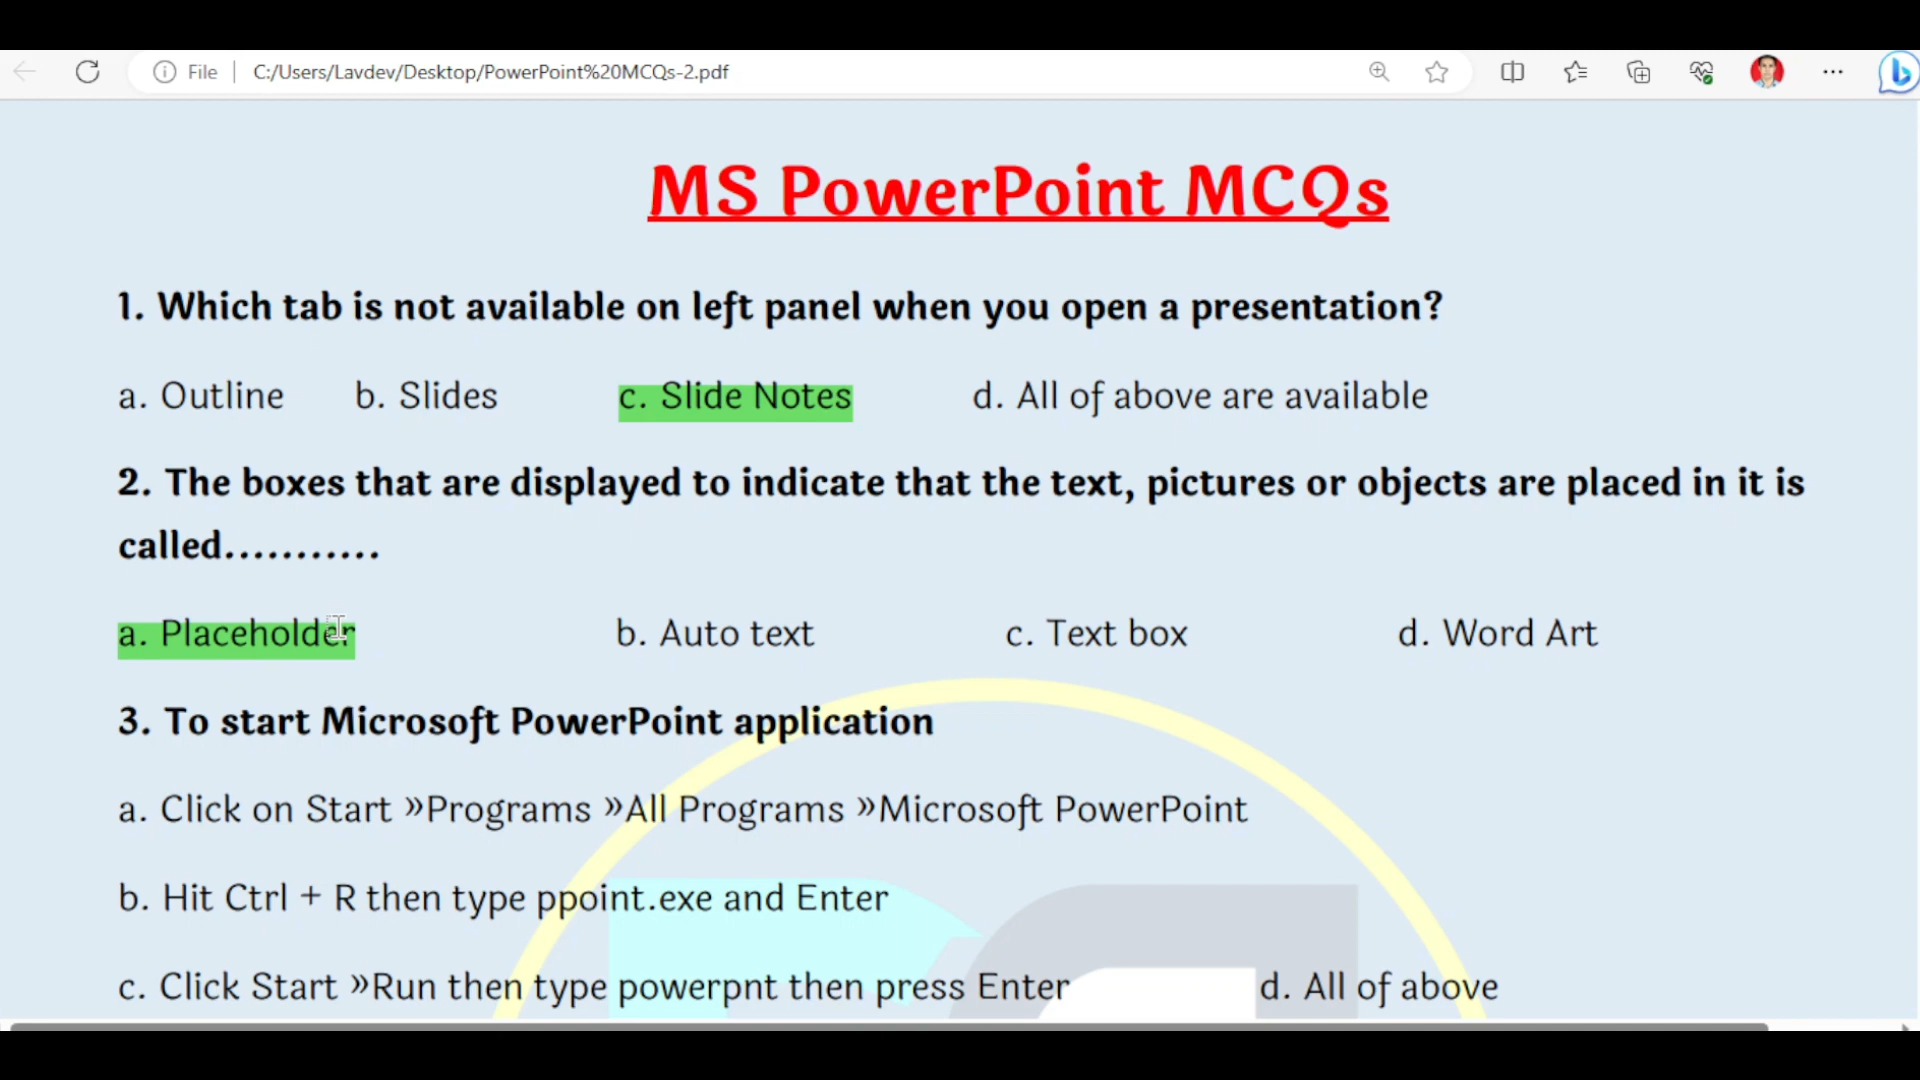 File C:/Users/Lavdev/Desktop/PowerPoint%20MCQs-2.pdf
MS PowerPoint MCQs
1. Which tab is not available on left panel when you open a presentation?
a. Outline b. Slides c. Slide Notes d. All of above are available
2. The boxes that are displayed to indicate that the text, pictures or objects are placed in it is
called...........
a. Placeholder b. Auto text c. Text box d. Word Art
3. To start Microsoft PowerPoint application
a. Click on Start »Programs »All Programs »Microsoft PowerPoint
b. Hit Ctrl + R then type ppoint.exe and Enter
c. Click Start »Run then type powerpnt then press Enter d. All of above